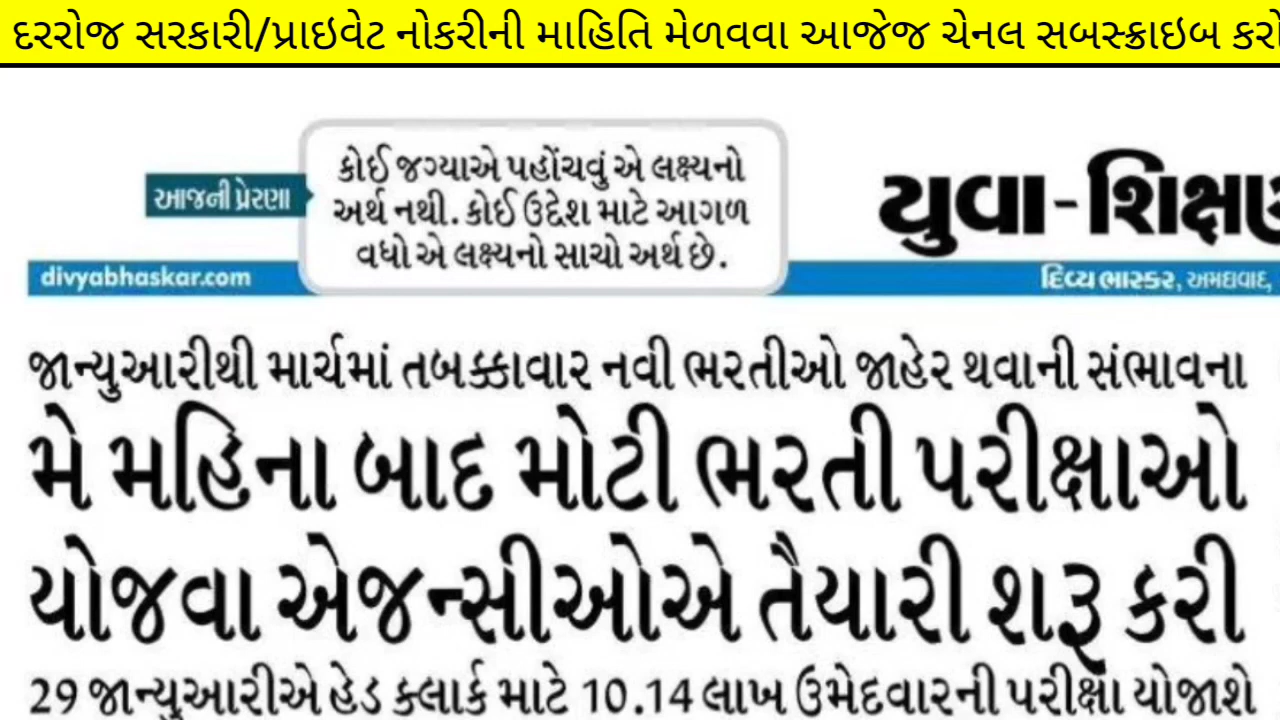 દરરોજ સરકારી/પ્રાઇવેટ નોકરીની માહિતિ મેળવવા આજેજ ચેનલ સબસ્ક્રાઇબ કરો
આજની પ્રેરણા
કોઈ જગ્યાએ પહોંચવું એ લક્ષ્યનો
અર્થ નથી. કોઈ ઉદ્દેશ માટે આગળ
વધો એ લક્ષ્યનો સાચો અર્થ છે.
યુવા-શિક્ષણ
divyabhaskar.com
દિવ્ય ભાસ્કર, અમદાવાદ,
જાન્યુઆરીથી માર્ચમાં તબક્કાવાર નવી ભરતીઓ જાહેર થવાની સંભાવના
મે મહિના બાદ મોટી ભરતી પરીક્ષાઓ
યોજવા એજન્સીઓએ તૈયારી શરૂ કરી
29 જાન્યુઆરીએ હેડ ક્લાર્ક માટે 10.14 લાખ ઉમેદવારની પરીક્ષા યોજાશે